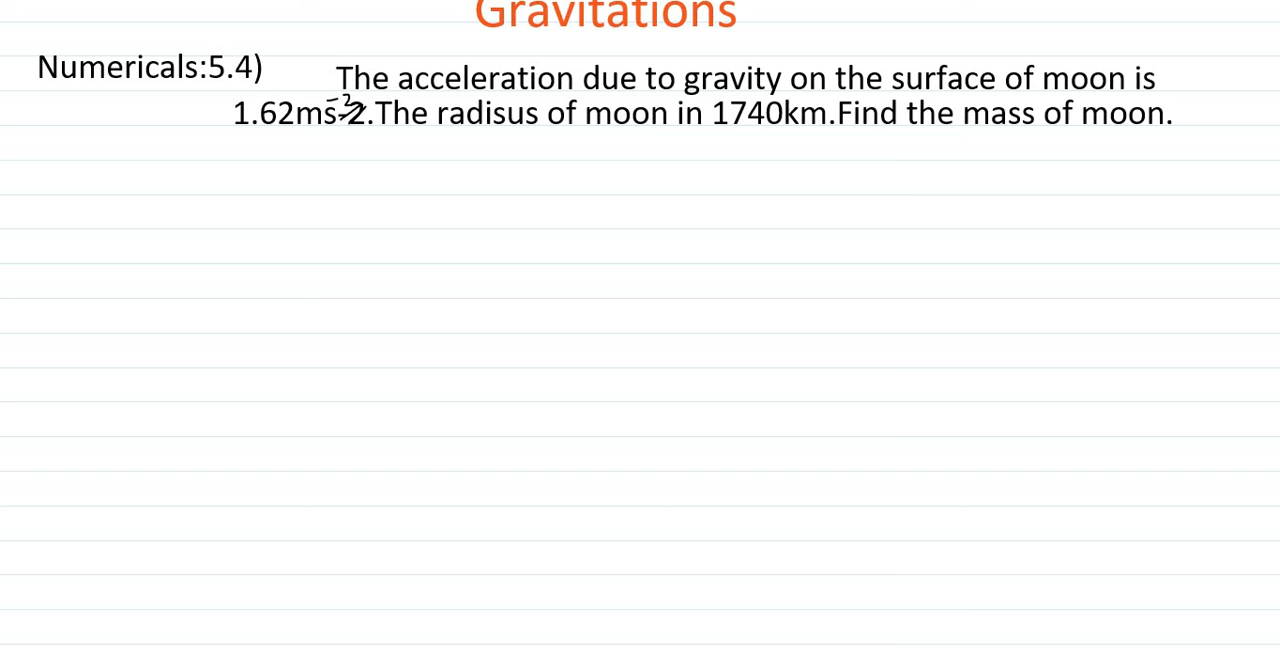 Gravitations
Numericals:5.4)
The acceleration due to gravity on the surface of moon is
1.62ms⁻².The radisus of moon in 1740km.Find the mass of moon.